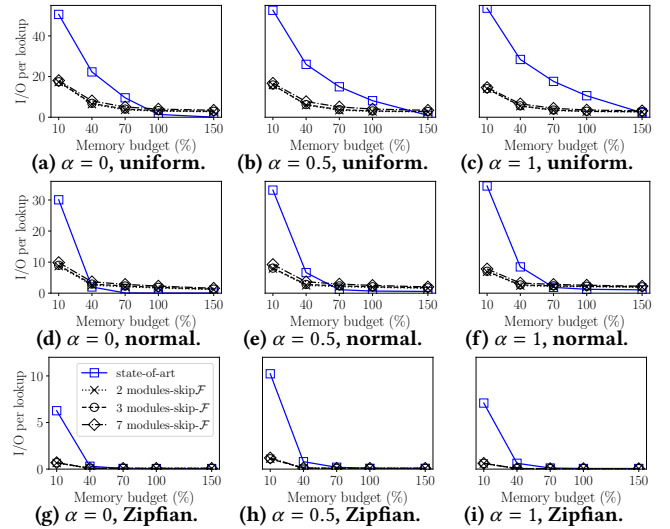 I/O per lookup
40
20
0
10 40 70 100 150
Memory budget (%)
(a) α = 0, uniform.
10 40 70 100 150
Memory budget (%)
(b) α = 0.5, uniform.
10 40 70 100 150
Memory budget (%)
(c) α = 1, uniform.
I/O per lookup
30
20
10
0
10 40 70 100 150
Memory budget (%)
(d) α = 0, normal.
10 40 70 100 150
Memory budget (%)
(e) α = 0.5, normal.
10 40 70 100 150
Memory budget (%)
(f) α = 1, normal.
I/O per lookup
10
5
0
state-of-art
2 modules-skipℱ
3 modules-skip-ℱ
7 modules-skip-ℱ
10 40 70 100 150
Memory budget (%)
(g) α = 0, Zipfian.
10 40 70 100 150
Memory budget (%)
(h) α = 0.5, Zipfian.
10 40 70 100 150
Memory budget (%)
(i) α = 1, Zipfian.